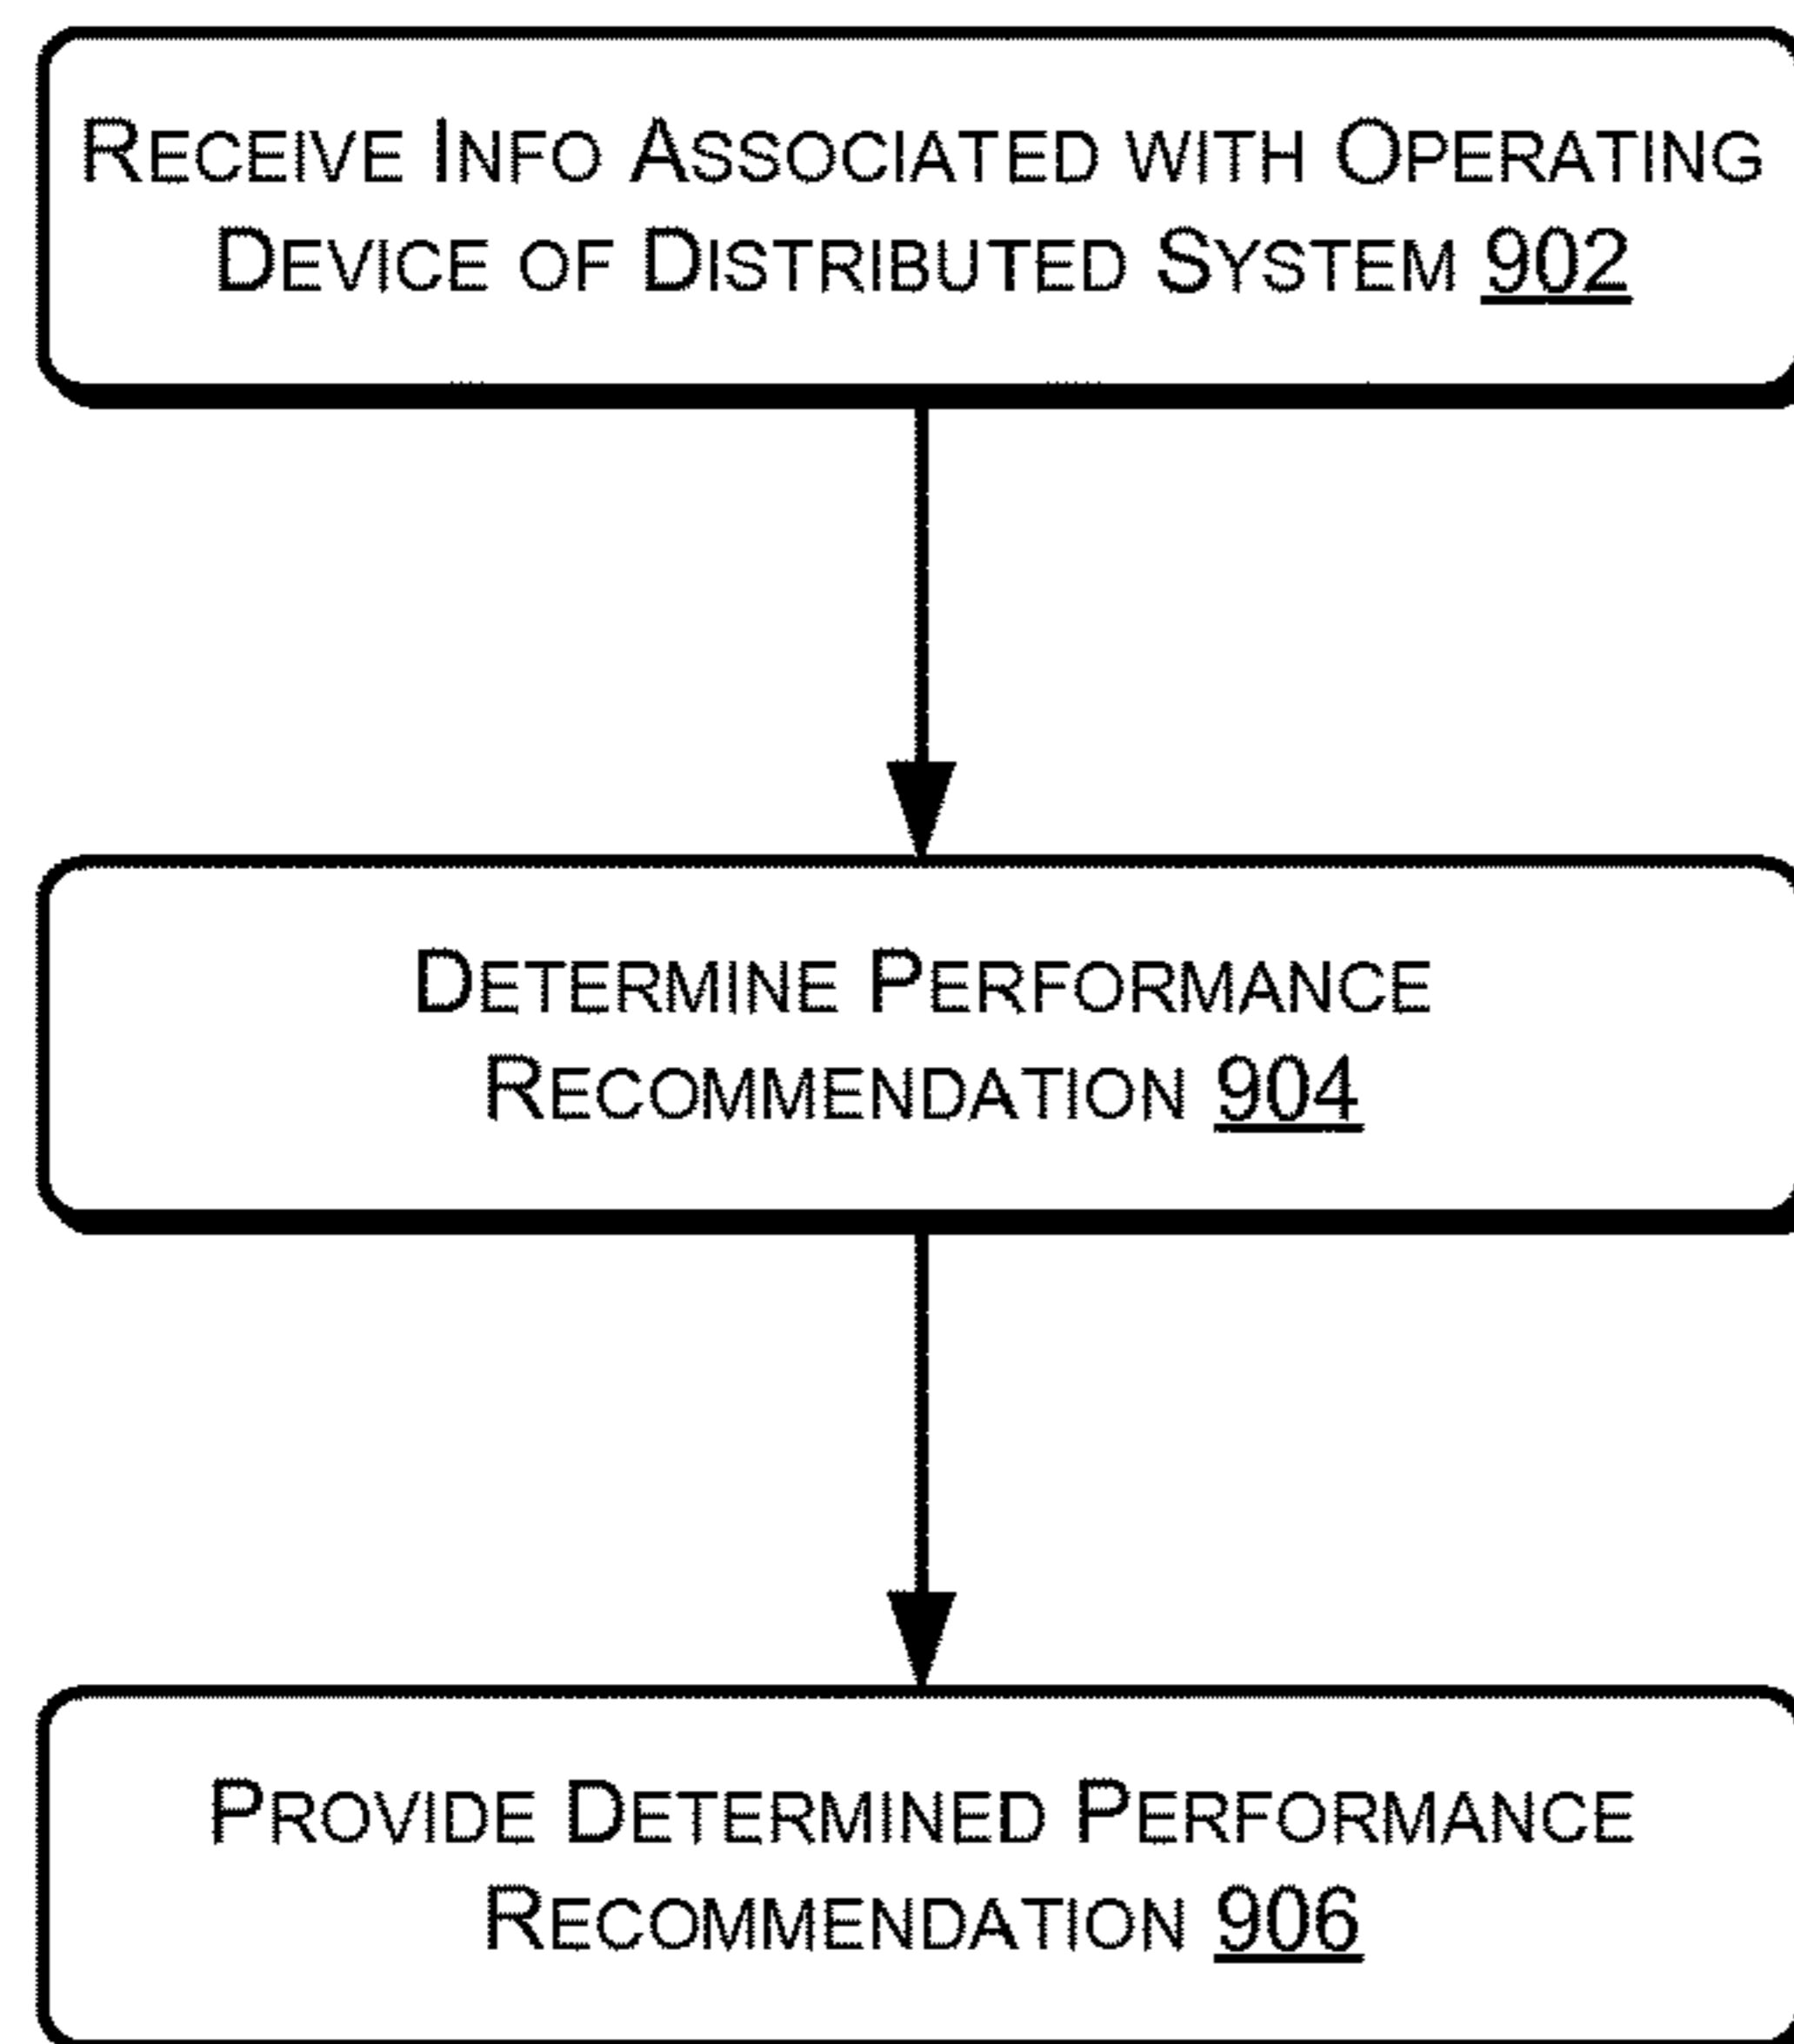 RECEIVE INFO ASSOCIATED WITH OPERATING
DEVICE OF DISTRIBUTED SYSTEM 902
DETERMINE PERFORMANCE
RECOMMENDATION 904
PROVIDE DETERMINED PERFORMANCE
RECOMMENDATION 906